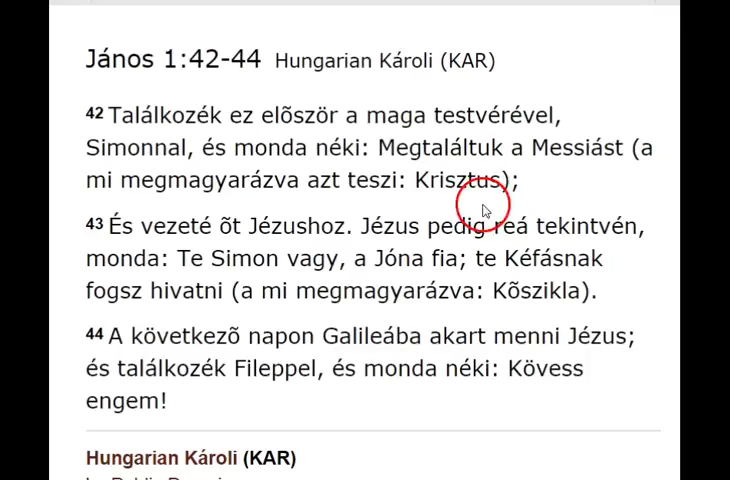 János 1:42-44 Hungarian Károli (KAR)
42 Találkozék ez elõször a maga testvérével,
Simonnal, és monda néki: Megtaláltuk a Messiást (a
mi megmagyarázva azt teszi: Krisztus);
43 És vezeté õt Jézushoz. Jézus pedig reá tekintvén,
monda: Te Simon vagy, a Jóna fia; te Kéfásnak
fogsz hivatni (a mi megmagyarázva: Kõszikla).
44 A következõ napon Galileába akart menni Jézus;
és találkozék Fileppel, és monda néki: Kövess
engem!
Hungarian Károli (KAR)